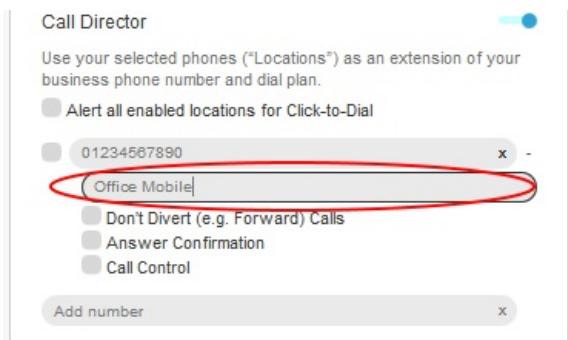 Call Director
Use your selected phones (“Locations”) as an extension of your
business phone number and dial plan.
Alert all enabled locations for Click-to-Dial
01234567890 x -
Office Mobile
Don't Divert (e.g. Forward) Calls
Answer Confirmation
Call Control
Add number x